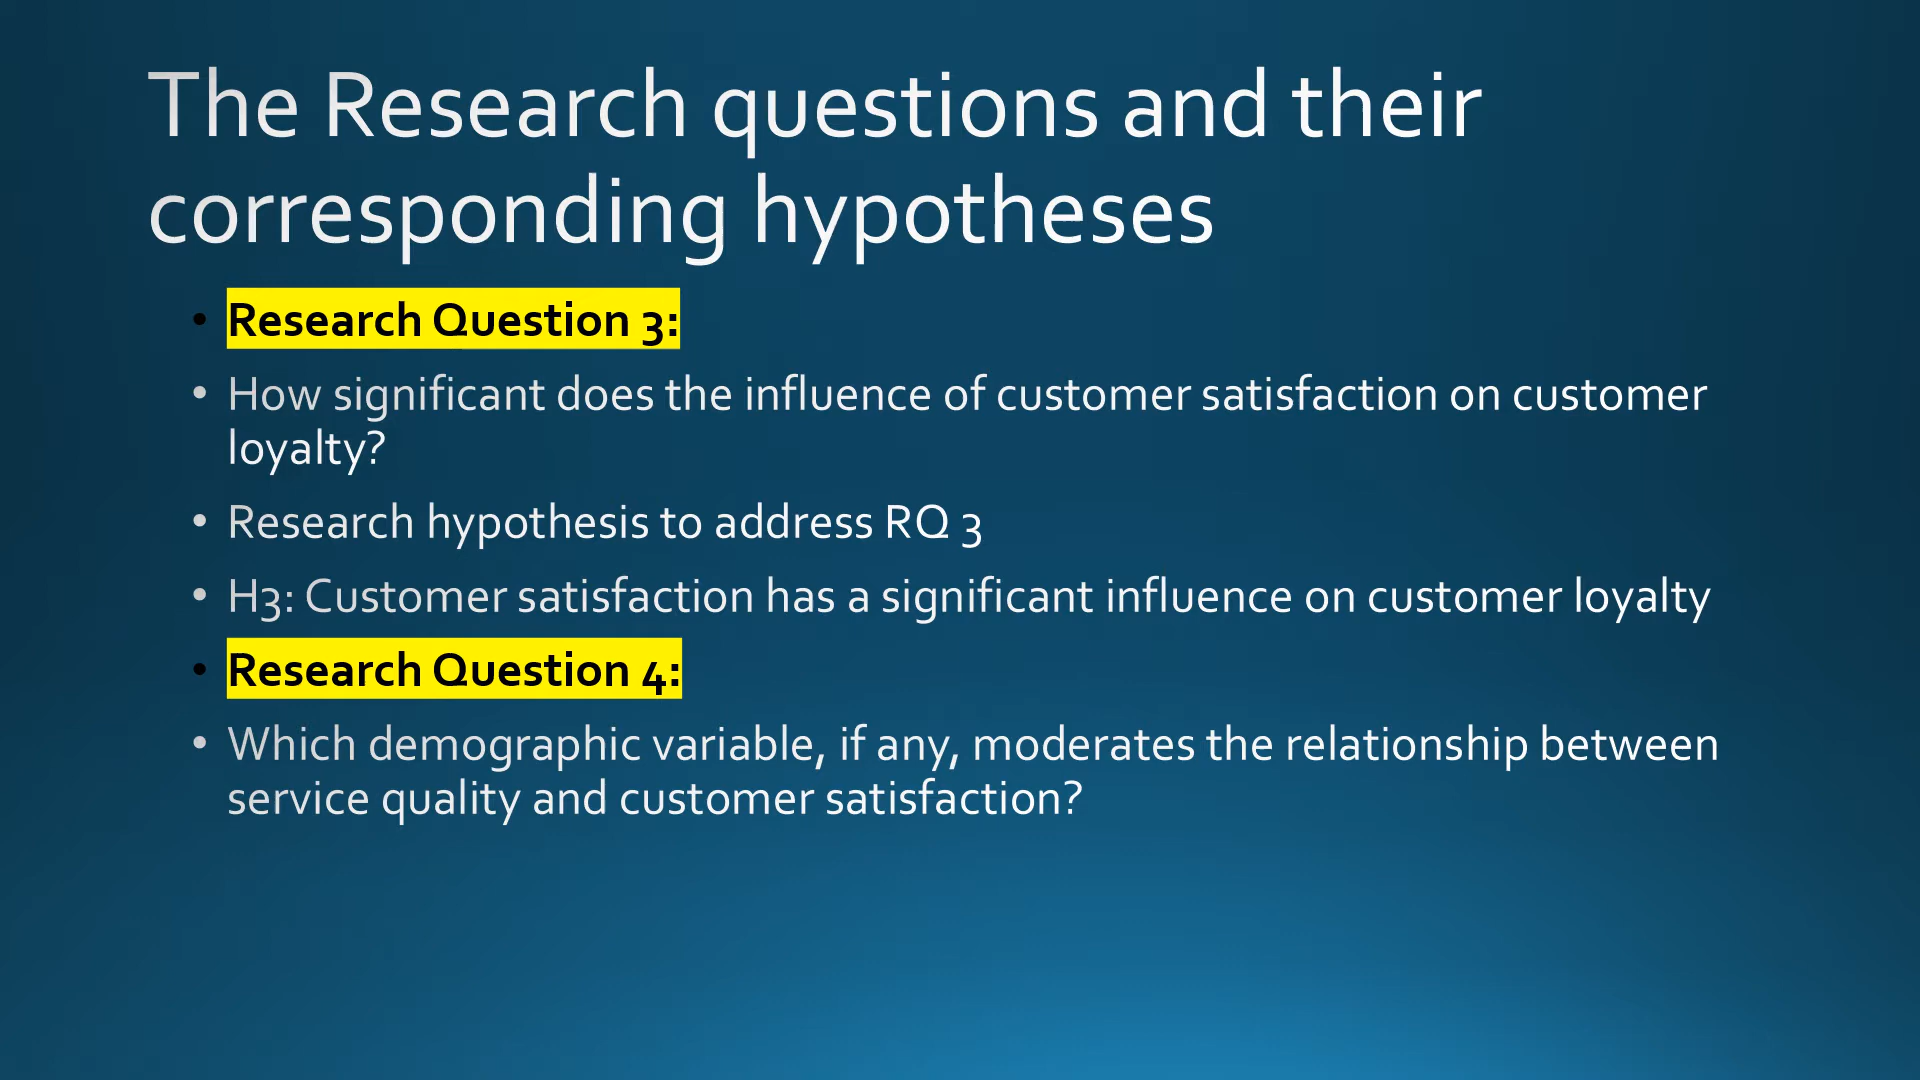 The Research questions and their
corresponding hypotheses
• Research Question 3:
• How significant does the influence of customer satisfaction on customer
loyalty?
• Research hypothesis to address RQ 3
• H3: Customer satisfaction has a significant influence on customer loyalty
• Research Question 4:
• Which demographic variable, if any, moderates the relationship between
service quality and customer satisfaction?